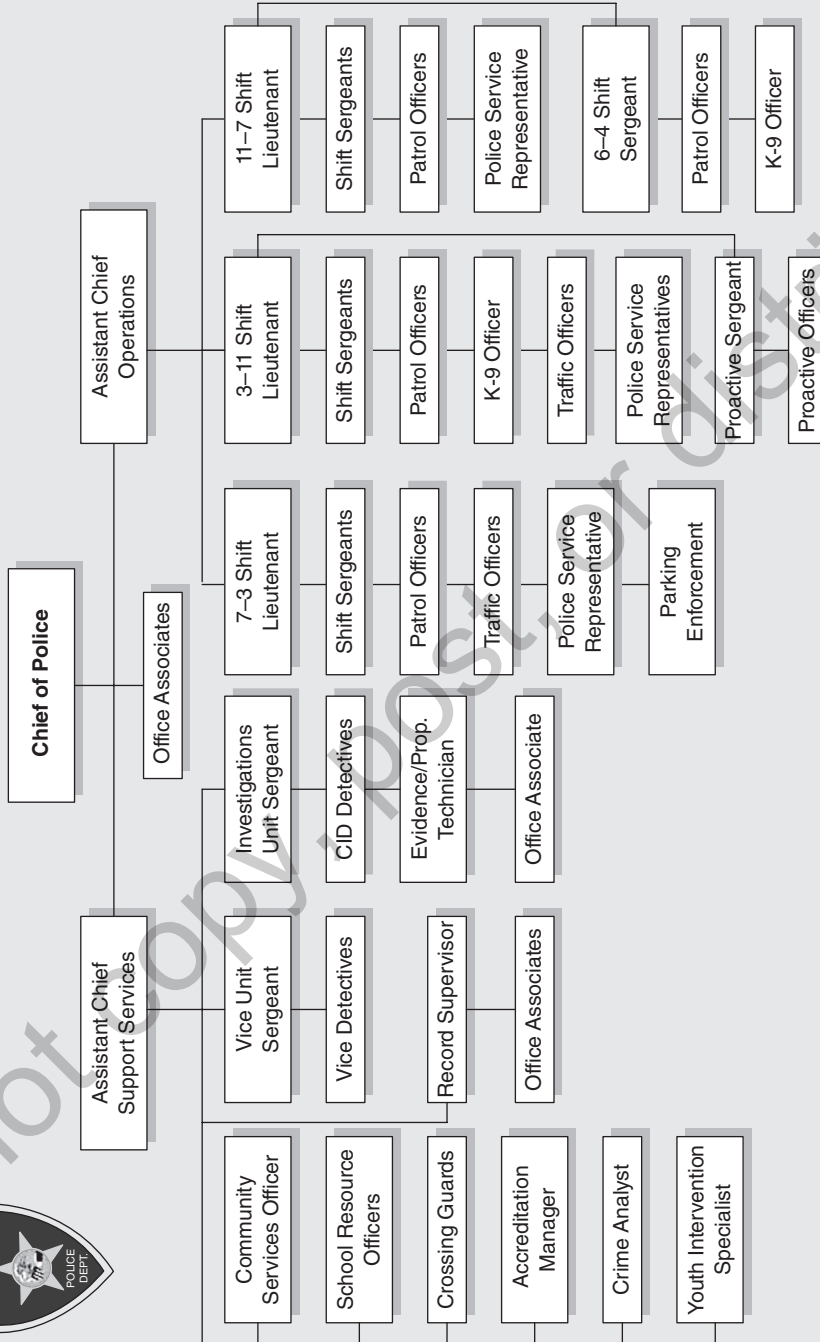 POLICE
DEPT.
Chief of Police
Office Associates
Assistant Chief
Support Services
Assistant Chief
Operations
Community
Services Officer
School Resource
Officers
Crossing Guards
Accreditation
Manager
Crime Analyst
Youth Intervention
Specialist
Vice Unit
Sergeant
Vice Detectives
Record Supervisor
Office Associates
Investigations
Unit Sergeant
CID Detectives
Evidence/Prop.
Technician
Office Associate
7–3 Shift
Lieutenant
Shift Sergeants
Patrol Officers
Traffic Officers
Police Service
Representative
Parking
Enforcement
3–11 Shift
Lieutenant
Shift Sergeants
Patrol Officers
K-9 Officer
Traffic Officers
Police Service
Representatives
Proactive Sergeant
Proactive Officers
11–7 Shift
Lieutenant
Shift Sergeants
Patrol Officers
Police Service
Representative
6–4 Shift
Sergeant
Patrol Officers
K-9 Officer
not copy, post, or distr